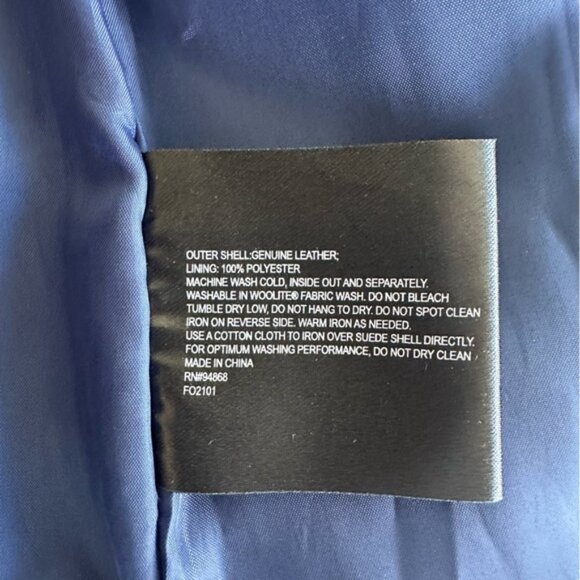 OUTER SHELL:GENUINE LEATHER;
LINING: 100% POLYESTER
MACHINE WASH COLD, INSIDE OUT AND SEPARATELY.
WASHABLE IN WOOLITE® FABRIC WASH. DO NOT BLEACH
TUMBLE DRY LOW, DO NOT HANG TO DRY. DO NOT SPOT CLEAN
IRON ON REVERSE SIDE. WARM IRON AS NEEDED.
USE A COTTON CLOTH TO IRON OVER SUEDE SHELL DIRECTLY.
FOR OPTIMUM WASHING PERFORMANCE, DO NOT DRY CLEAN
MADE IN CHINA
RN#94868
FO2101